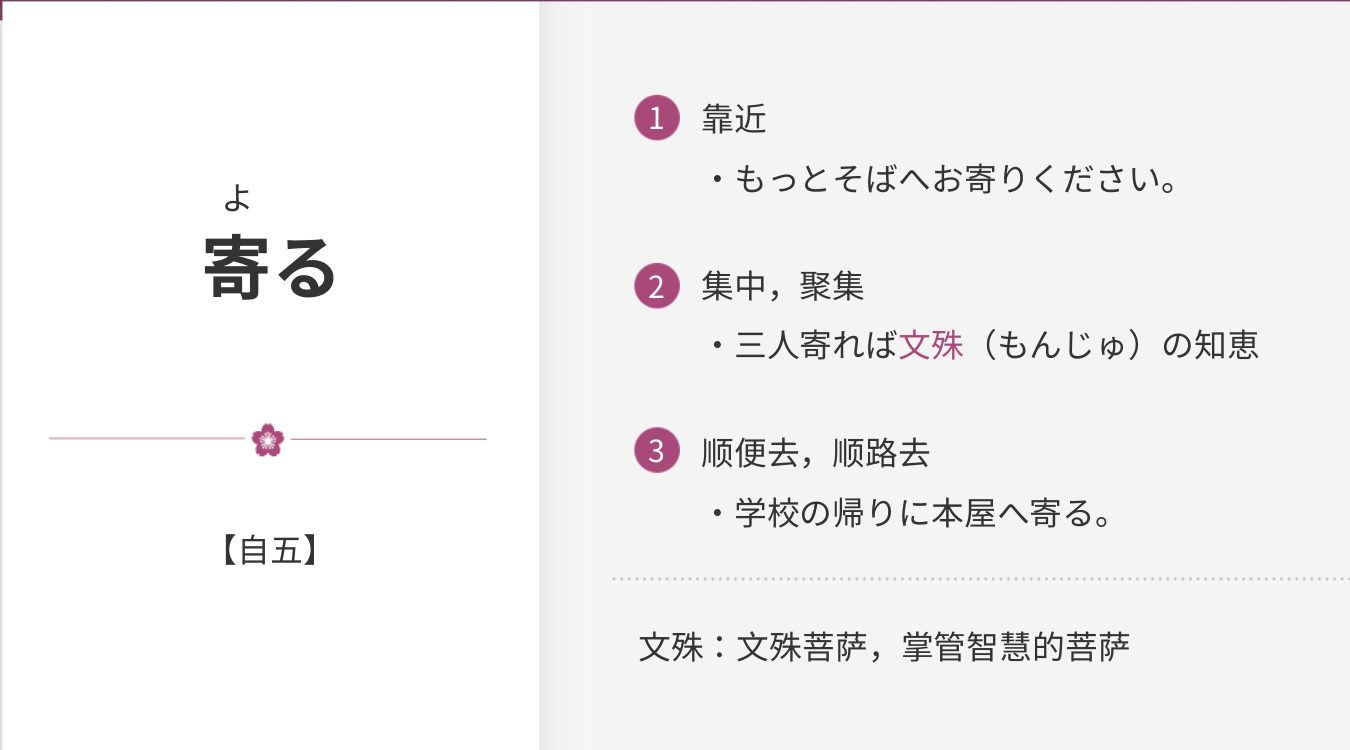 よ
寄る
【自五】
1 靠近
・もっとそばへお寄りください。
2 集中，聚集
・三人寄れば文殊（もんじゅ）の知恵
3 顺便去，顺路去
・学校の帰りに本屋へ寄る。
文殊：文殊菩萨，掌管智慧的菩萨